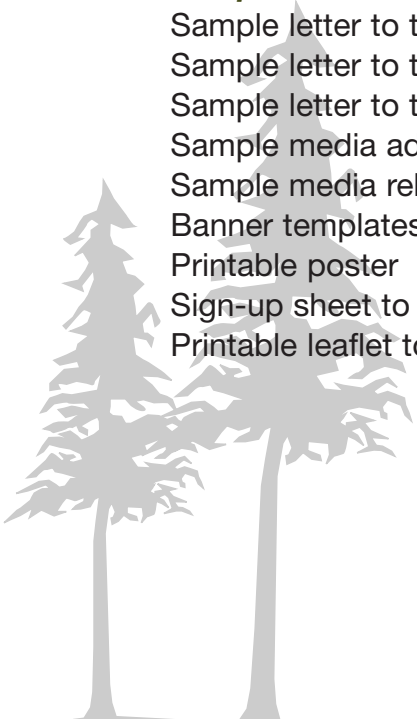 Sample letter to
Sample letter to
Sample letter to
Sample media
Sample media
Banner templates
Printable poster
Sign-up sheet to
Printable leaflet